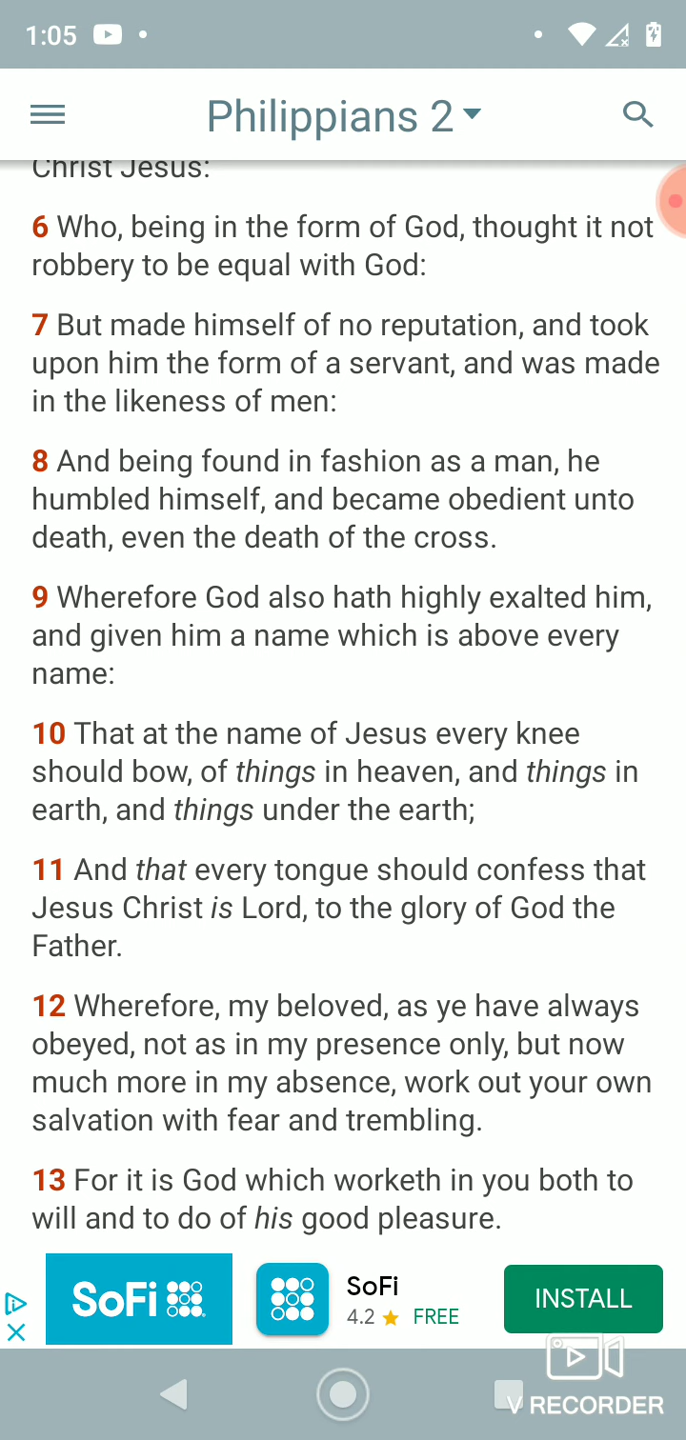 1:05
Philippians 2
Christ Jesus:
6 Who, being in the form of God, thought it not
robbery to be equal with God:
7 But made himself of no reputation, and took
upon him the form of a servant, and was made
in the likeness of men:
8 And being found in fashion as a man, he
humbled himself, and became obedient unto
death, even the death of the cross.
9 Wherefore God also hath highly exalted him,
and given him a name which is above every
name:
10 That at the name of Jesus every knee
should bow, of things in heaven, and things in
earth, and things under the earth;
11 And that every tongue should confess that
Jesus Christ is Lord, to the glory of God the
Father.
12 Wherefore, my beloved, as ye have always
obeyed, not as in my presence only, but now
much more in my absence, work out your own
salvation with fear and trembling.
13 For it is God which worketh in you both to
will and to do of his good pleasure.
SoFi
SoFi
4.2 ★ FREE
INSTALL
V RECORDER